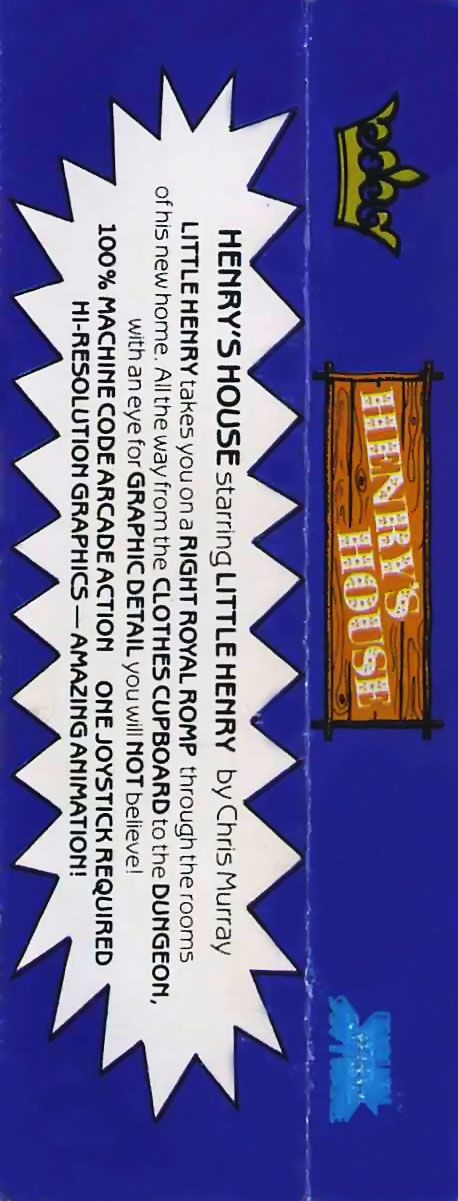 HENRY'S
HOUSE
HENRY'S HOUSE starring LITTLE HENRY by Chris Murray
LITTLE HENRY takes you on a RIGHT ROYAL ROMP through the rooms
of his new home. All the way from the CLOTHES CUPBOARD to the DUNGEON,
with an eye for GRAPHIC DETAIL you will NOT believe!
100% MACHINE CODE ARCADE ACTION ONE JOYSTICK REQUIRED
HI-RESOLUTION GRAPHICS — AMAZING ANIMATION!